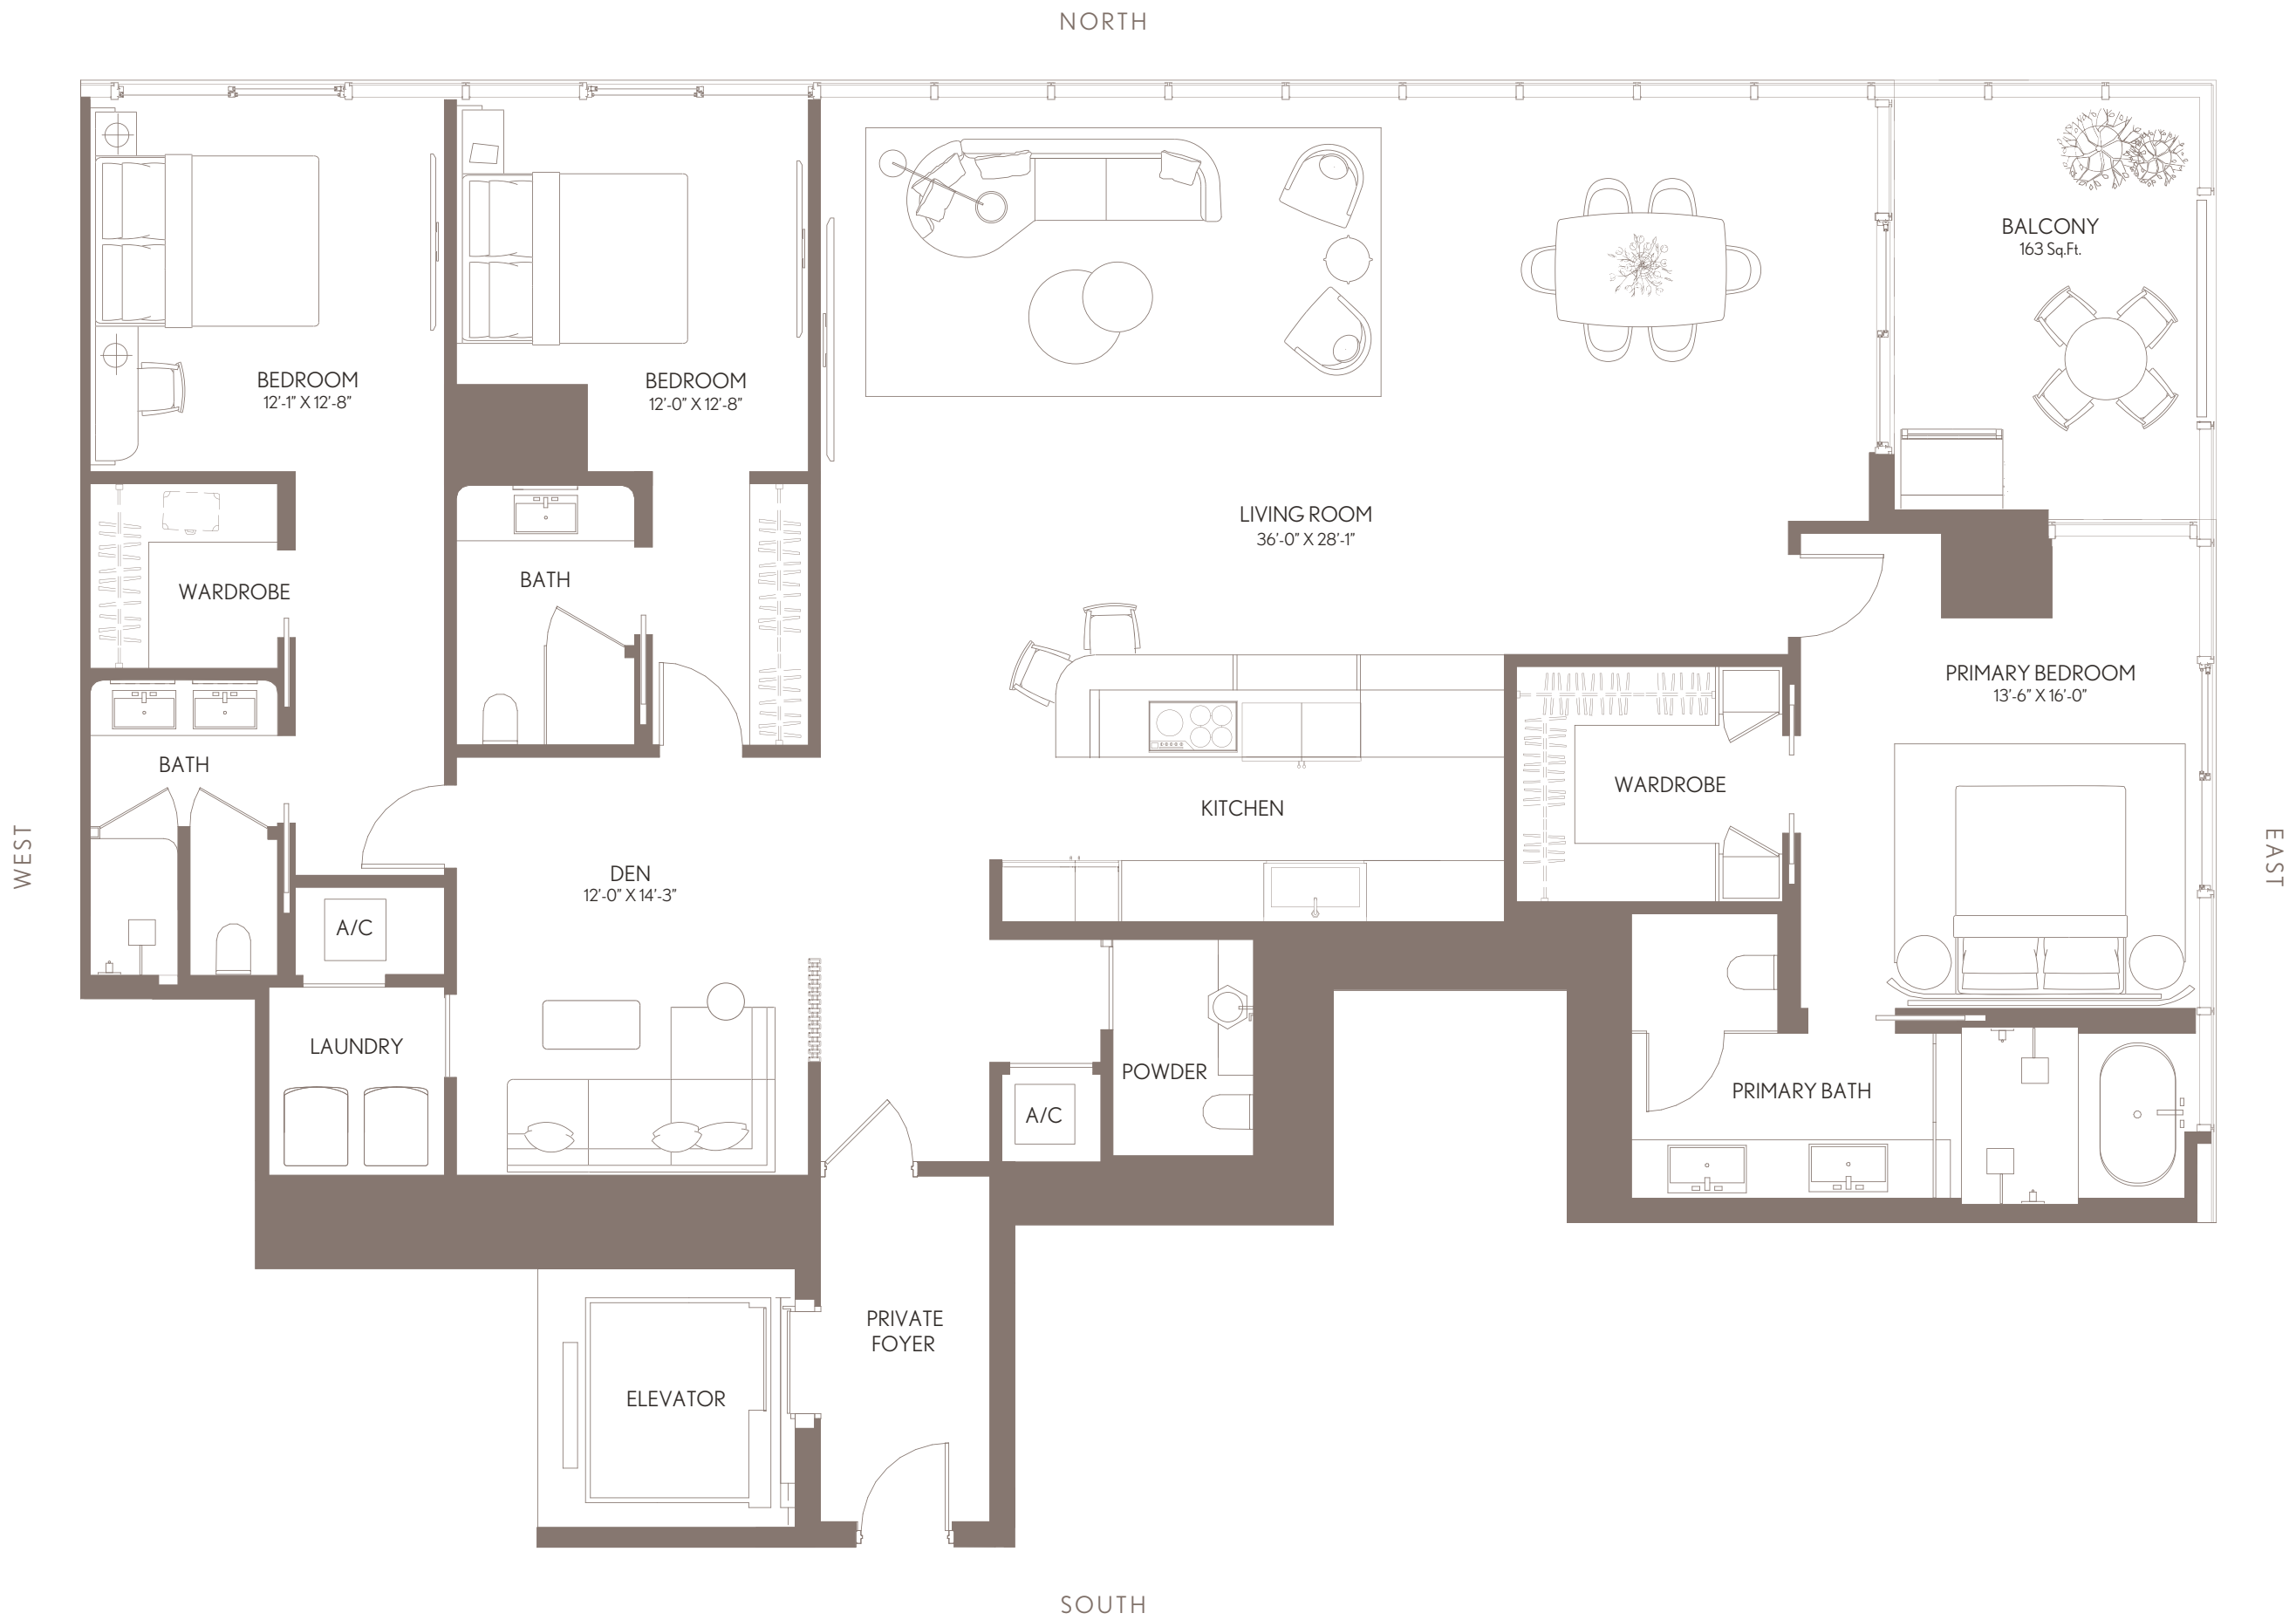 NORTH
BALCONY
163 Sq.Ft.
BEDROOM
12'-1" X 12'-8"
BEDROOM
12'-0" X 12'-8"
LIVING ROOM
36'-0" X 28'-1"
WARDROBE
BATH
PRIMARY BEDROOM
13'-6" X 16'-0"
BATH
WARDROBE
KITCHEN
WEST
EAST
DEN
12'-0" X 14'-3"
A/C
LAUNDRY
POWDER
A/C
PRIMARY BATH
PRIVATE
FOYER
ELEVATOR
SOUTH